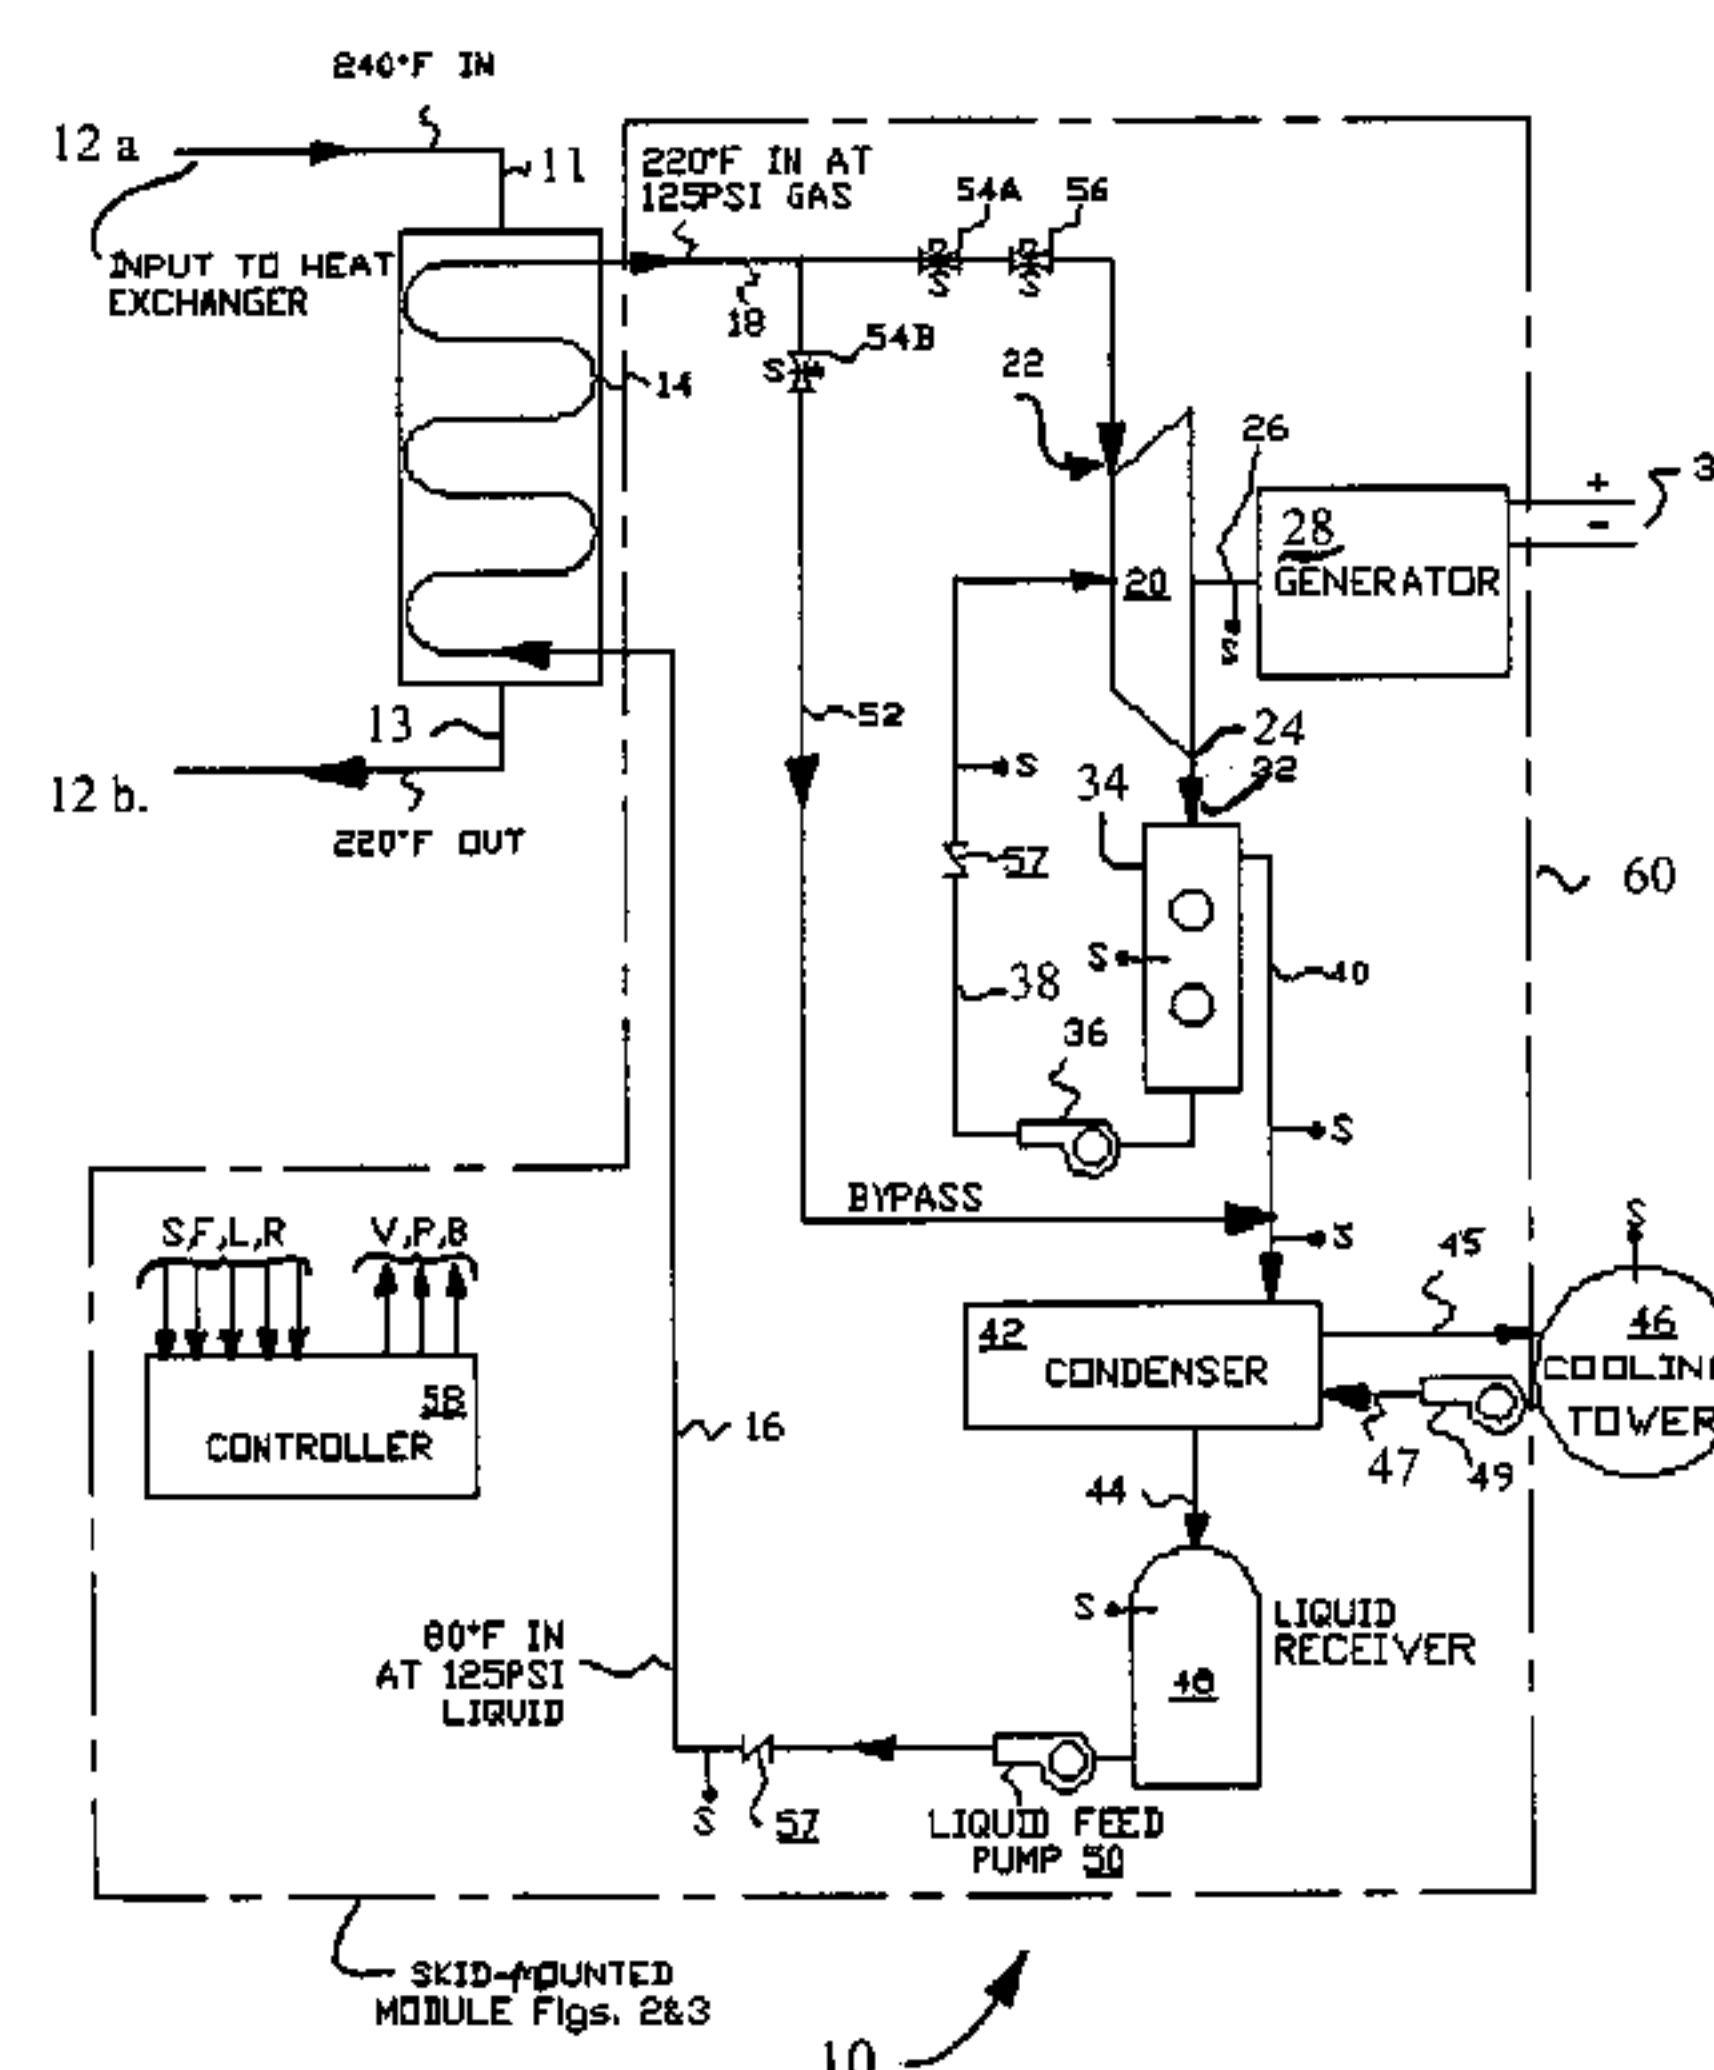 240°F IN
12 a
11
INPUT TO HEAT
EXCHANGER
220°F IN AT
125PSI GAS
54A
56
S
S
18
54B
S
14
22
26
28
GENERATOR
+
-
20
S
13
12 b.
220°F OUT
52
24
32
34
S
57
60
S
38
40
36
S
BYPASS
S
S,F,L,R
V,P,B
58
CONTROLLER
45
S
46
COOLIN
TOWER
42
CONDENSER
47
49
16
44
80°F IN
AT 125PSI
LIQUID
S
LIQUID
RECEIVER
48
S
57
LIQUID FEED
PUMP 50
SKID-MOUNTED
MODULE Figs. 2&3
10